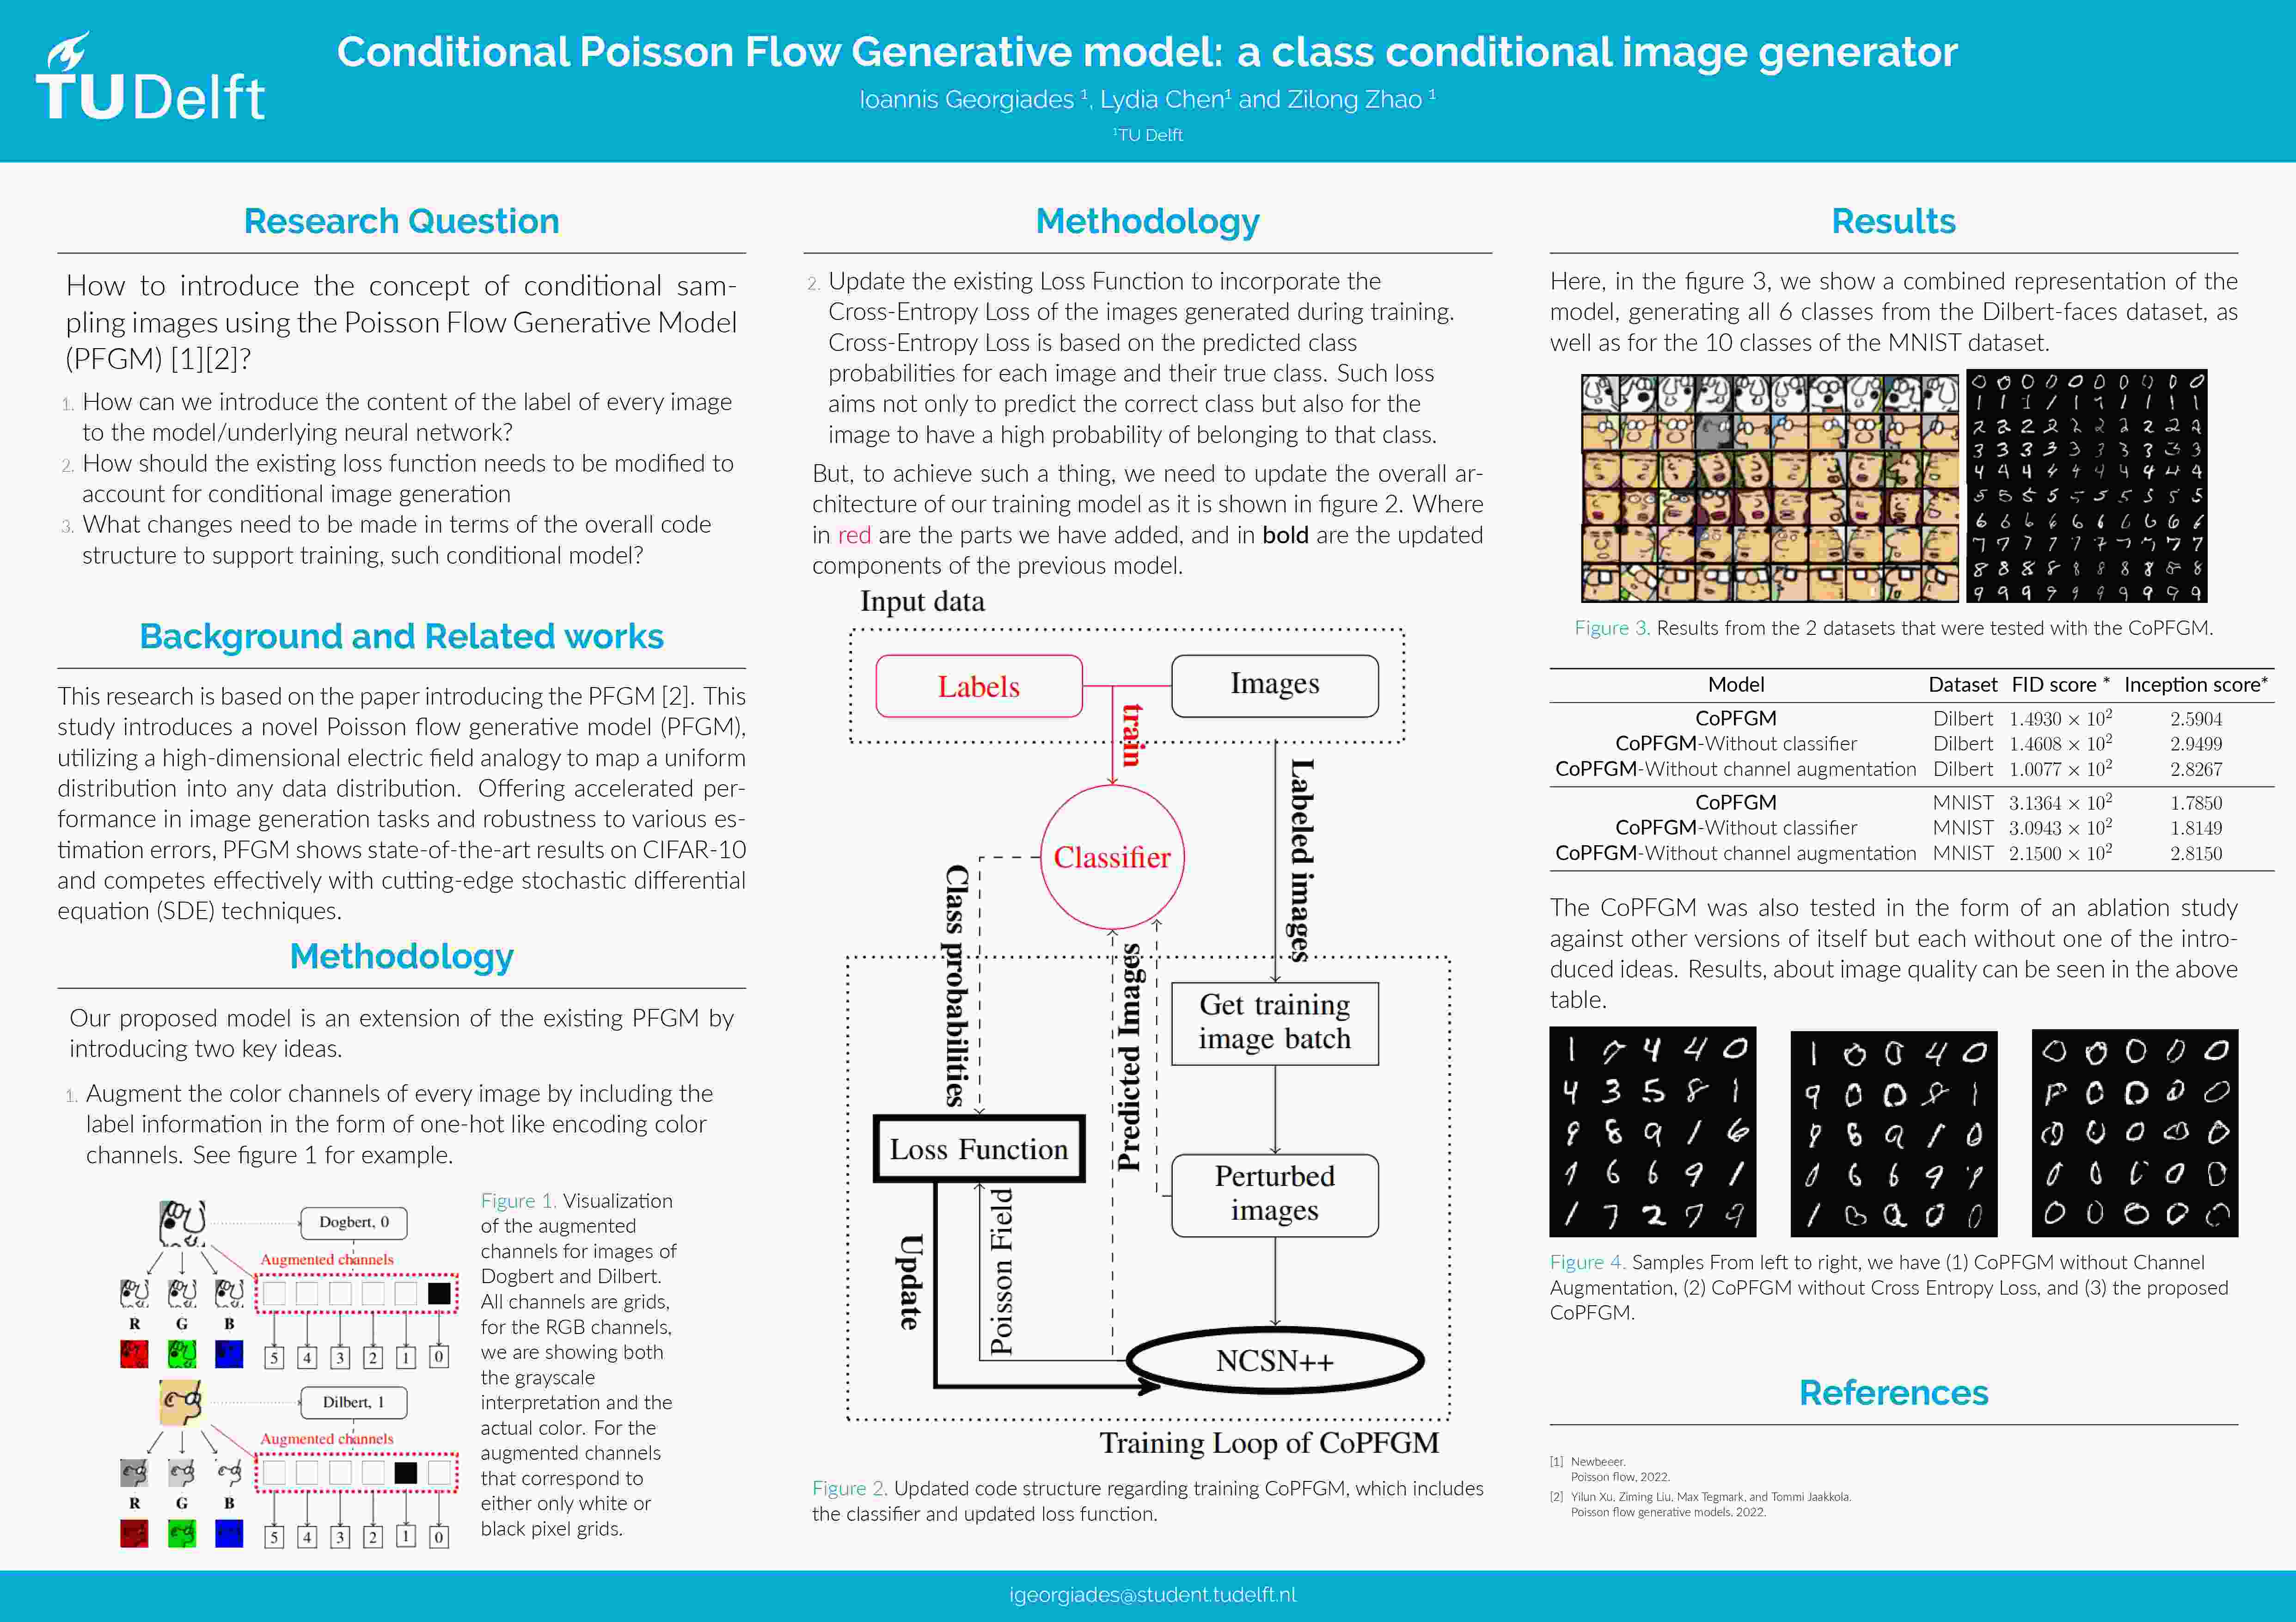 TU Delft
Conditional Poisson Flow Generative model: a class conditional image generator
Ioannis Georgiades 1, Lydia Chen1 and Zilong Zhao 1
1TU Delft
Research Question
How to introduce the concept of conditional sam-
pling images using the Poisson Flow Generative Model
(PFGM) [1][2]?
1. How can we introduce the content of the label of every image
to the model/underlying neural network?
2. How should the existing loss function needs to be modified to
account for conditional image generation
3. What changes need to be made in terms of the overall code
structure to support training, such conditional model?
Background and Related works
This research is based on the paper introducing the PFGM [2]. This
study introduces a novel Poisson flow generative model (PFGM),
utilizing a high-dimensional electric field analogy to map a uniform
distribution into any data distribution. Offering accelerated per-
formance in image generation tasks and robustness to various es-
timation errors, PFGM shows state-of-the-art results on CIFAR-10
and competes effectively with cutting-edge stochastic differential
equation (SDE) techniques.
Methodology
Our proposed model is an extension of the existing PFGM by
introducing two key ideas.
1. Augment the color channels of every image by including the
label information in the form of one-hot like encoding color
channels. See figure 1 for example.
Dogbert, 0
Augmented channels
R G B
5 4 3 2 1 0
Dilbert, 1
Augmented channels
R G B
5 4 3 2 1 0
Figure 1. Visualization
of the augmented
channels for images of
Dogbert and Dilbert.
All channels are grids,
for the RGB channels,
we are showing both
the grayscale
interpretation and the
actual color. For the
augmented channels
that correspond to
either only white or
black pixel grids.
Methodology
2. Update the existing Loss Function to incorporate the
Cross-Entropy Loss of the images generated during training.
Cross-Entropy Loss is based on the predicted class
probabilities for each image and their true class. Such loss
aims not only to predict the correct class but also for the
image to have a high probability of belonging to that class.
But, to achieve such a thing, we need to update the overall ar-
chitecture of our training model as it is shown in figure 2. Where
in red are the parts we have added, and in bold are the updated
components of the previous model.
Input data
Labels
Images
train
Labeled images
Classifier
Class probabilities
Predicted Images
Get training
image batch
Loss Function
Perturbed
images
Update
Poisson Field
NCSN++
Training Loop of CoPFGM
Figure 2. Updated code structure regarding training CoPFGM, which includes
the classifier and updated loss function.
Results
Here, in the figure 3, we show a combined representation of the
model, generating all 6 classes from the Dilbert-faces dataset, as
well as for the 10 classes of the MNIST dataset.
Figure 3. Results from the 2 datasets that were tested with the CoPFGM.
Model Dataset FID score * Inception score*
CoPFGM Dilbert 1.4930 × 10² 2.5904
CoPFGM-Without classifier Dilbert 1.4608 × 10² 2.9499
CoPFGM-Without channel augmentation Dilbert 1.0077 × 10² 2.8267
CoPFGM MNIST 3.1364 × 10² 1.7850
CoPFGM-Without classifier MNIST 3.0943 × 10² 1.8149
CoPFGM-Without channel augmentation MNIST 2.1500 × 10² 2.8150
The CoPFGM was also tested in the form of an ablation study
against other versions of itself but each without one of the intro-
duced ideas. Results, about image quality can be seen in the above
table.
Figure 4. Samples From left to right, we have (1) CoPFGM without Channel
Augmentation, (2) CoPFGM without Cross Entropy Loss, and (3) the proposed
CoPFGM.
References
[1] Newbeeer.
Poisson flow, 2022.
[2] Yilun Xu, Ziming Liu, Max Tegmark, and Tommi Jaakkola.
Poisson flow generative models, 2022.
igeorgiades@student.tudelft.nl